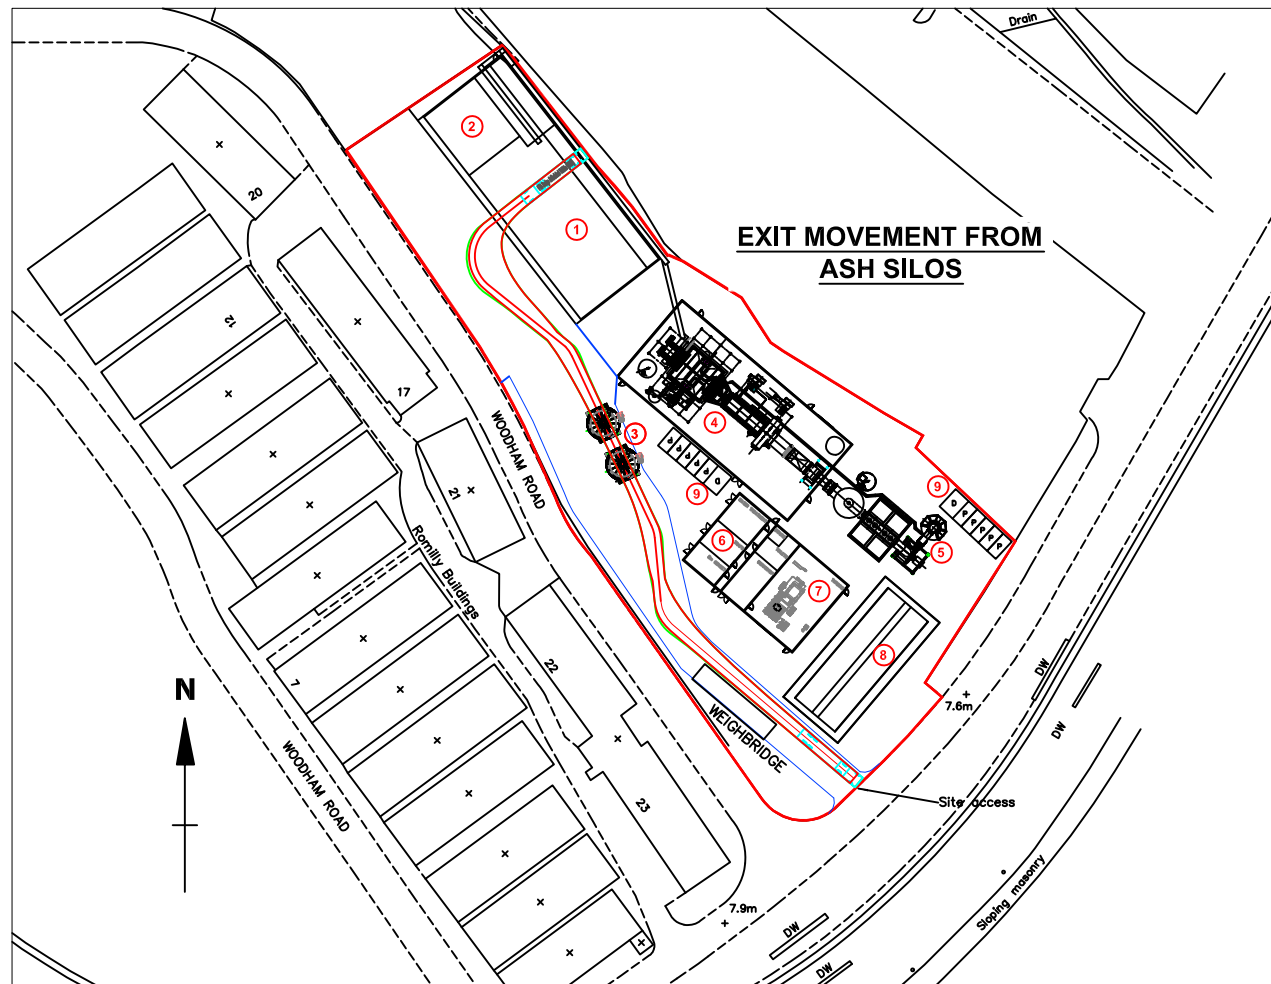 Drain
2
20
1
EXIT MOVEMENT FROM
ASH SILOS
12
17
WOODHAM ROAD
3
4
9
9
21
Romilly Buildings
6
5
7
8
22
7
N
WEIGHBRIDGE
DW
DW
7.6m
WOODHAM ROAD
23
Site access
Sloping masonry
7.9m
DW
DW